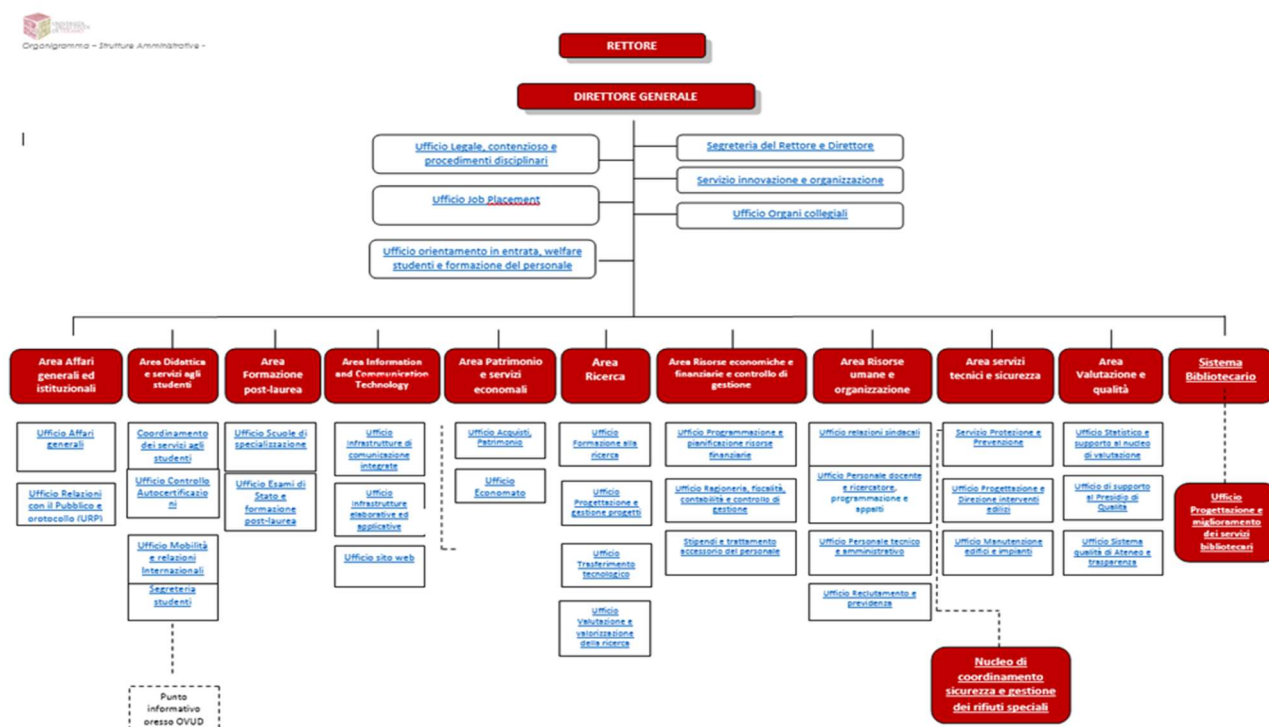 Organigramma – Strutture Amministrative -
RETTORE
DIRETTORE GENERALE
Ufficio Legale, contenzioso e
procedimenti disciplinari
Segreteria del Rettore e Direttore
Servizio innovazione e organizzazione
Ufficio Job Placement
Ufficio Organi collegiali
Ufficio orientamento in entrata, welfare
studenti e formazione del personale
Area Affari
generali ed
istituzionali
Ufficio Affari
generali
Ufficio Relazioni
con il Pubblico e
protocollo (URP)
Area Didattica
e servizi agli
studenti
Coordinamento
dei servizi agli
studenti
Ufficio Controllo
Autocertificazio
ni
Ufficio Mobilità
e relazioni
Internazionali
Segreteria
studenti
Punto
informativo
presso OVUD
Area
Formazione
post-laurea
Ufficio Scuole di
specializzazione
Ufficio Esami di
Stato e
formazione
post-laurea
Area Information
and Communication
Technology
Ufficio
Infrastrutture di
comunicazione
integrate
Ufficio
Infrastrutture
elaborative ed
applicative
Ufficio sito web
Area Patrimonio
e servizi
economali
Ufficio Acquisti,
Patrimonio
Ufficio
Economato
Area
Ricerca
Ufficio
Formazione alla
ricerca
Ufficio
Progettazione e
gestione progetti
Ufficio
Trasferimento
tecnologico
Ufficio
Valutazione e
valorizzazione
della ricerca
Area Risorse economiche e
finanziarie e controllo di
gestione
Ufficio Programmazione e
pianificazione risorse
finanziarie
Ufficio Ragioneria, fiscalità,
contabilità e controllo di
gestione
Stipendi e trattamento
accessorio del personale
Area Risorse
umane e
organizzazione
Ufficio relazioni sindacali
Ufficio Personale docente
e ricercatore,
programmazione e
appalti
Ufficio Personale tecnico
e amministrativo
Ufficio Reclutamento e
previdenza
Area servizi
tecnici e sicurezza
Servizio Protezione e
Prevenzione
Ufficio Progettazione e
Direzione interventi
edilizi
Ufficio Manutenzione
edifici e impianti
Nucleo di
coordinamento
sicurezza e gestione
dei rifiuti speciali
Area
Valutazione e
qualità
Ufficio Statistico e
supporto al nucleo
di valutazione
Ufficio di supporto
al Presidio di
Qualità
Ufficio Sistema
qualità di Ateneo e
trasparenza
Sistema
Bibliotecario
Ufficio
Progettazione e
miglioramento
dei servizi
bibliotecari